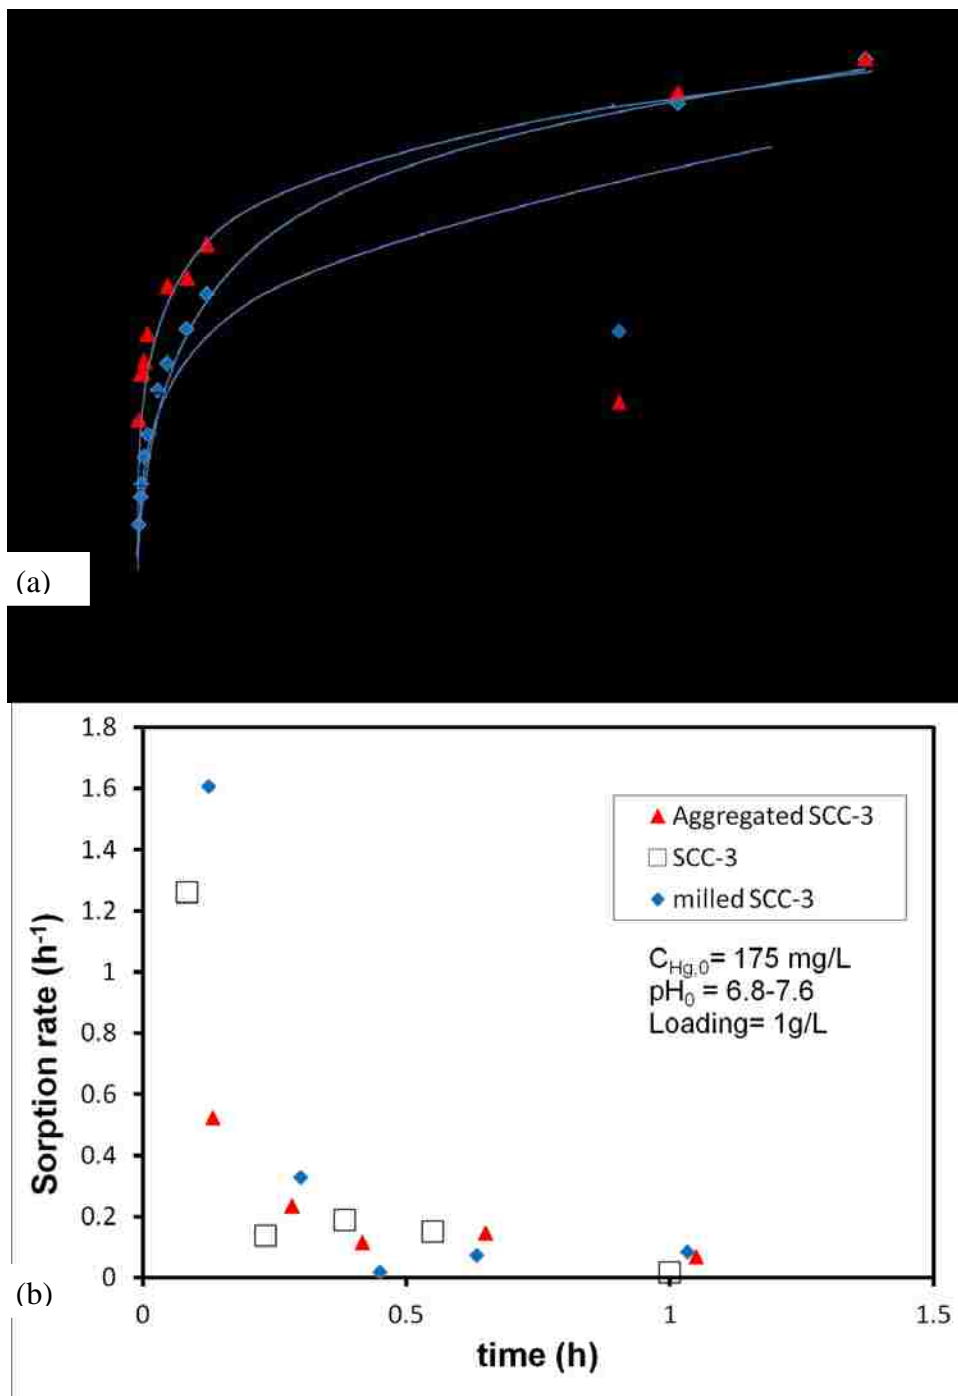 (a)
1.8
1.6
1.4
1.2
1
0.8
0.6
0.4
0.2
0
Sorption rate (h⁻¹)
Aggregated SCC-3
SCC-3
milled SCC-3
C_Hg,0= 175 mg/L
pH₀ = 6.8-7.6
Loading= 1g/L
(b)
0 0.5 1 1.5
time (h)